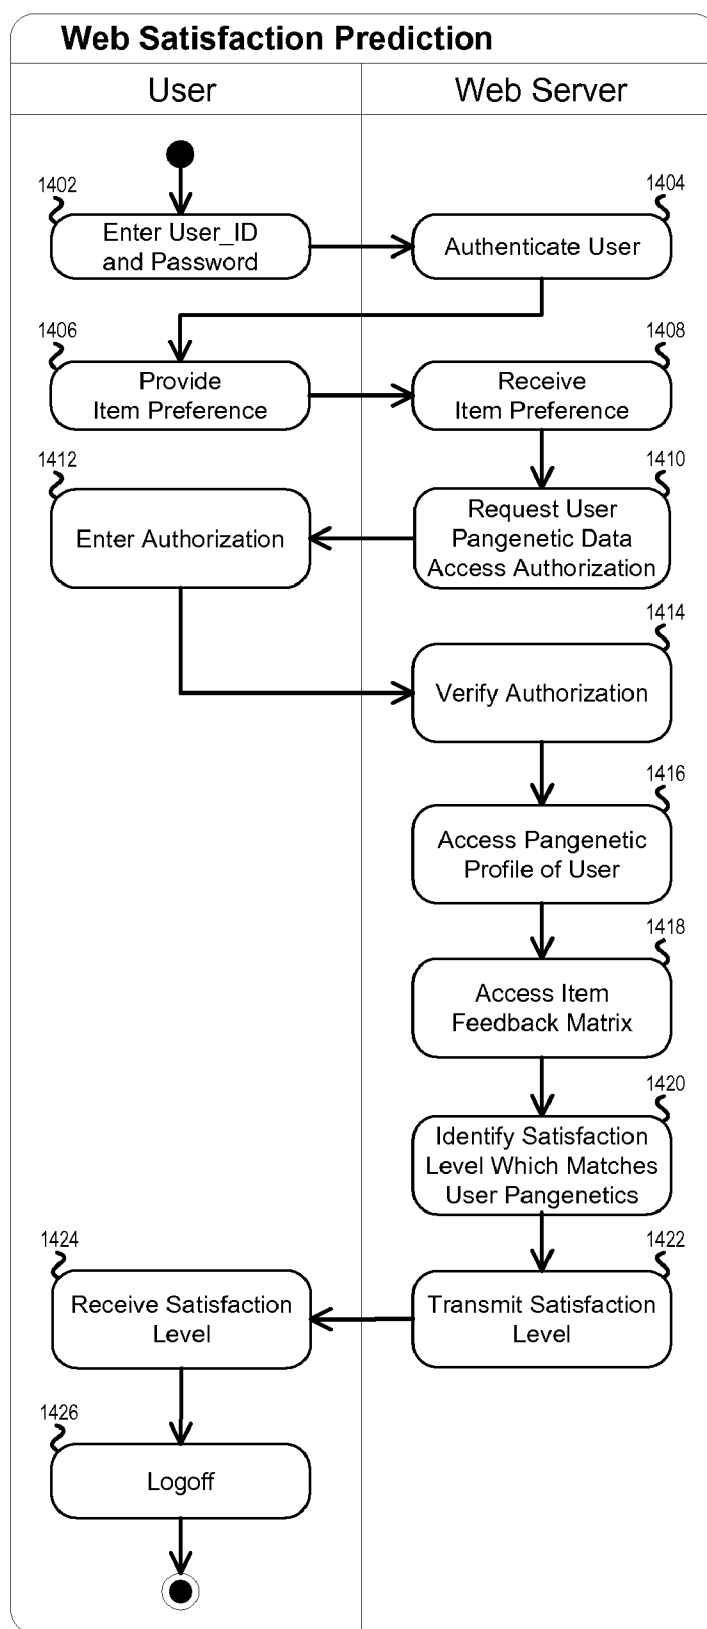 Web Satisfaction Prediction
User
Web Server
1402
Enter User_ID
and Password
1404
Authenticate User
1406
Provide
Item Preference
1408
Receive
Item Preference
1410
Request User
Pangenetic Data
Access Authorization
1412
Enter Authorization
1414
Verify Authorization
1416
Access Pangenetic
Profile of User
1418
Access Item
Feedback Matrix
1420
Identify Satisfaction
Level Which Matches
User Pangenetics
1422
Transmit Satisfaction
Level
1424
Receive Satisfaction
Level
1426
Logoff